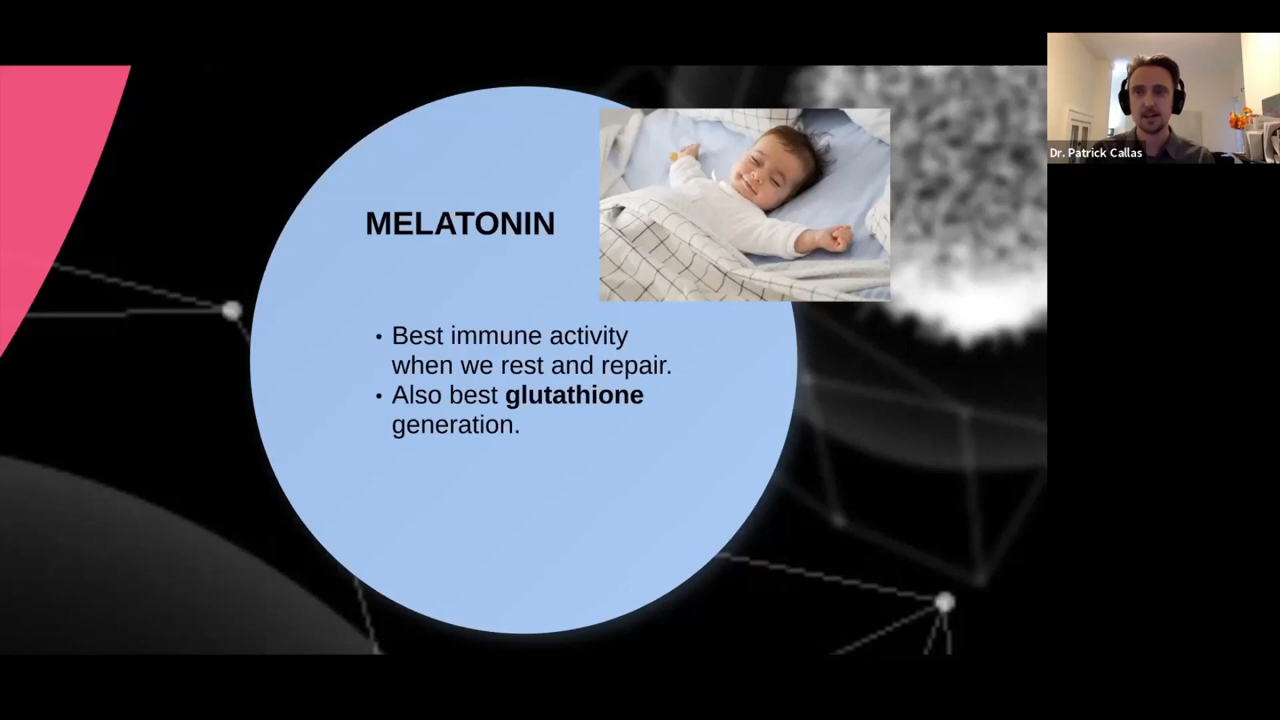 MELATONIN
• Best immune activity
when we rest and repair.
• Also best glutathione
generation.
Dr. Patrick Callas